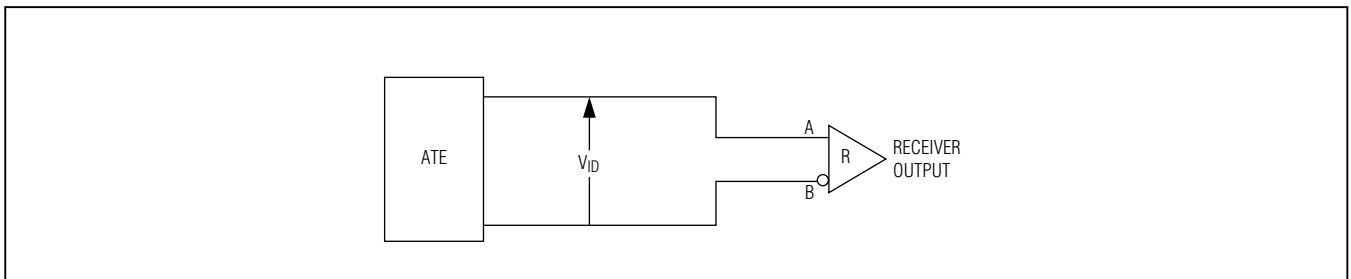 ATE
VID
A
B
R
RECEIVER
OUTPUT